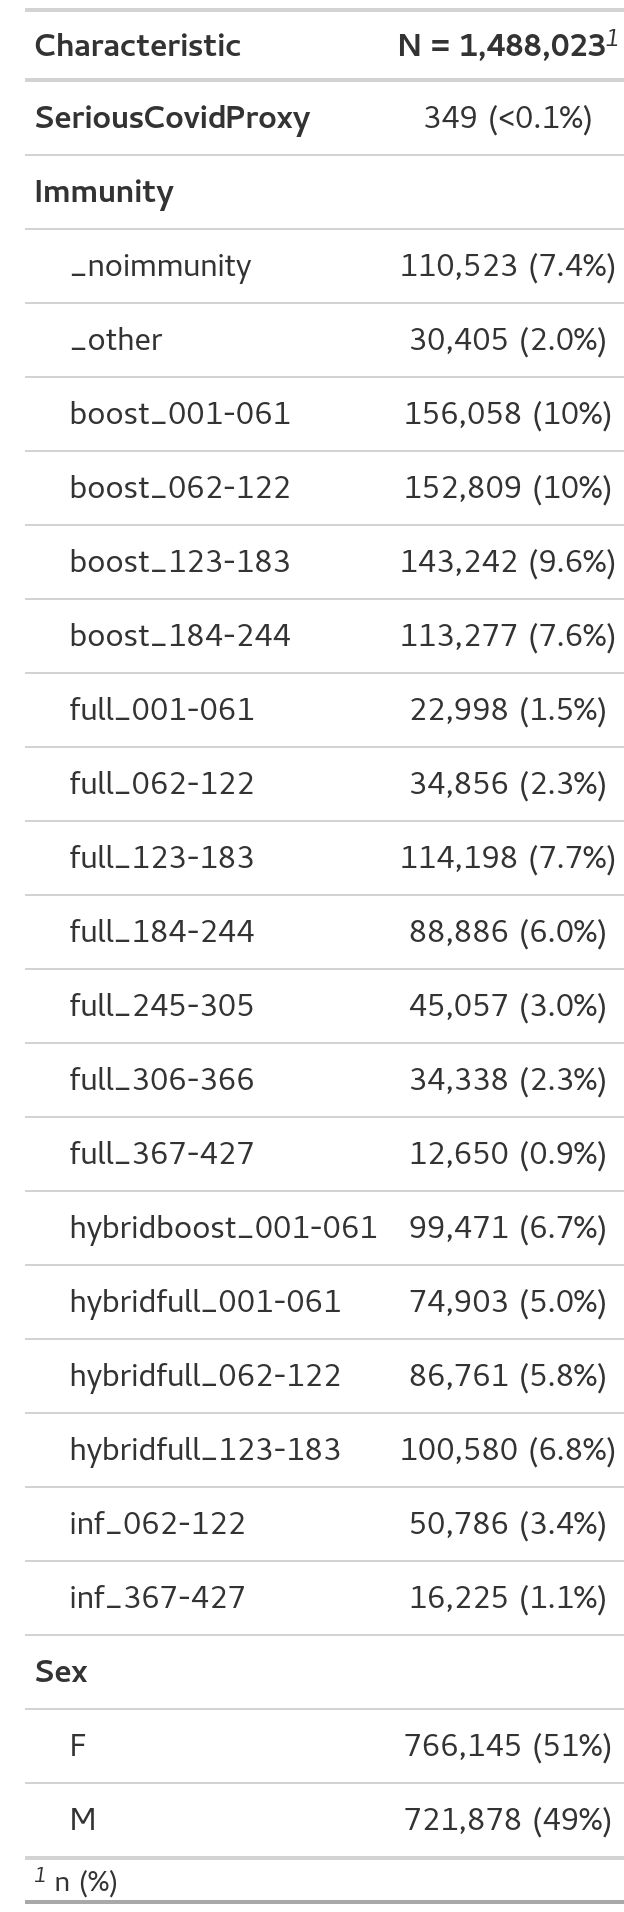 Characteristic N = 1,488,023¹
SeriousCovidProxy 349 (<0.1%)
Immunity
_noimmunity 110,523 (7.4%)
_other 30,405 (2.0%)
boost_001-061 156,058 (10%)
boost_062-122 152,809 (10%)
boost_123-183 143,242 (9.6%)
boost_184-244 113,277 (7.6%)
full_001-061 22,998 (1.5%)
full_062-122 34,856 (2.3%)
full_123-183 114,198 (7.7%)
full_184-244 88,886 (6.0%)
full_245-305 45,057 (3.0%)
full_306-366 34,338 (2.3%)
full_367-427 12,650 (0.9%)
hybridboost_001-061 99,471 (6.7%)
hybridfull_001-061 74,903 (5.0%)
hybridfull_062-122 86,761 (5.8%)
hybridfull_123-183 100,580 (6.8%)
inf_062-122 50,786 (3.4%)
inf_367-427 16,225 (1.1%)
Sex
F 766,145 (51%)
M 721,878 (49%)
¹ n (%)